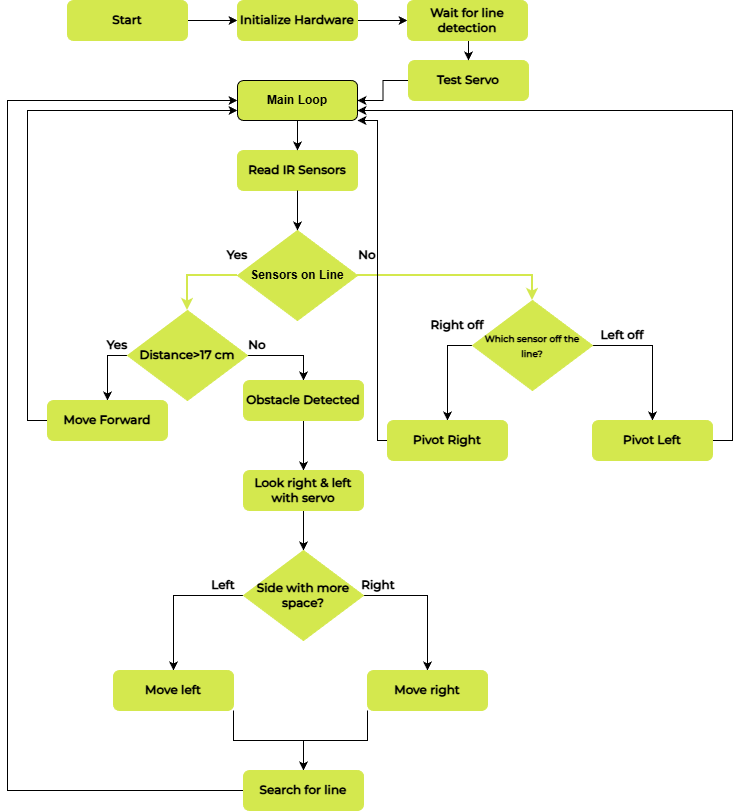 Start
Initialize Hardware
Wait for line
detection
Test Servo
Main Loop
Read IR Sensors
Yes
No
Sensors on Line
Right off
Left off
Which sensor off the
line?
Yes
No
Distance>17 cm
Obstacle Detected
Move Forward
Pivot Right
Pivot Left
Look right & left
with servo
Left
Right
Side with more
space?
Move left
Move right
Search for line